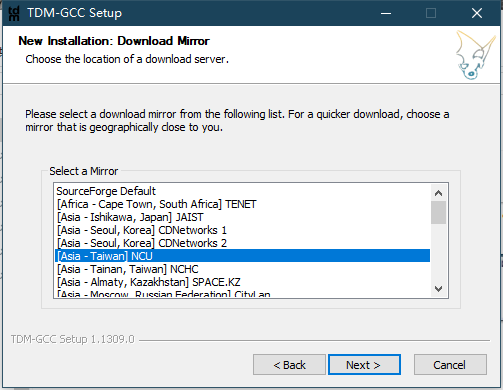 tdm
TDM-GCC Setup
New Installation: Download Mirror
Choose the location of a download server.
Please select a download mirror from the following list. For a quicker download, choose a
mirror that is geographically close to you.
Select a Mirror
SourceForge Default
[Africa - Cape Town, South Africa] TENET
[Asia - Ishikawa, Japan] JAIST
[Asia - Seoul, Korea] CDNetworks 1
[Asia - Seoul, Korea] CDNetworks 2
[Asia - Taiwan] NCU
[Asia - Tainan, Taiwan] NCHC
[Asia - Almaty, Kazakhstan] SPACE.KZ
[Asia - Moscow, Russian Federation] CityLan
TDM-GCC Setup 1.1309.0
< Back
Next >
Cancel